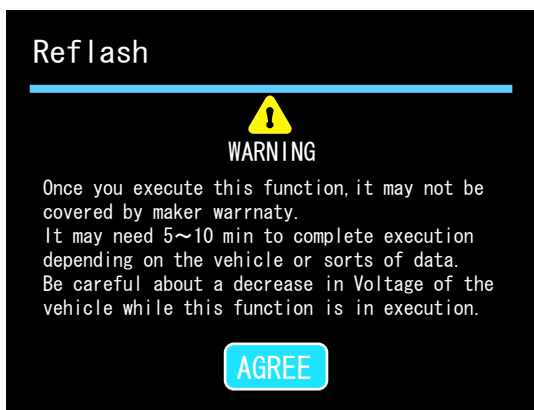 Reflash
WARNING
Once you execute this function,it may not be
covered by maker warrnaty.
It may need 5～10 min to complete execution
depending on the vehicle or sorts of data.
Be careful about a decrease in Voltage of the
vehicle while this function is in execution.
AGREE